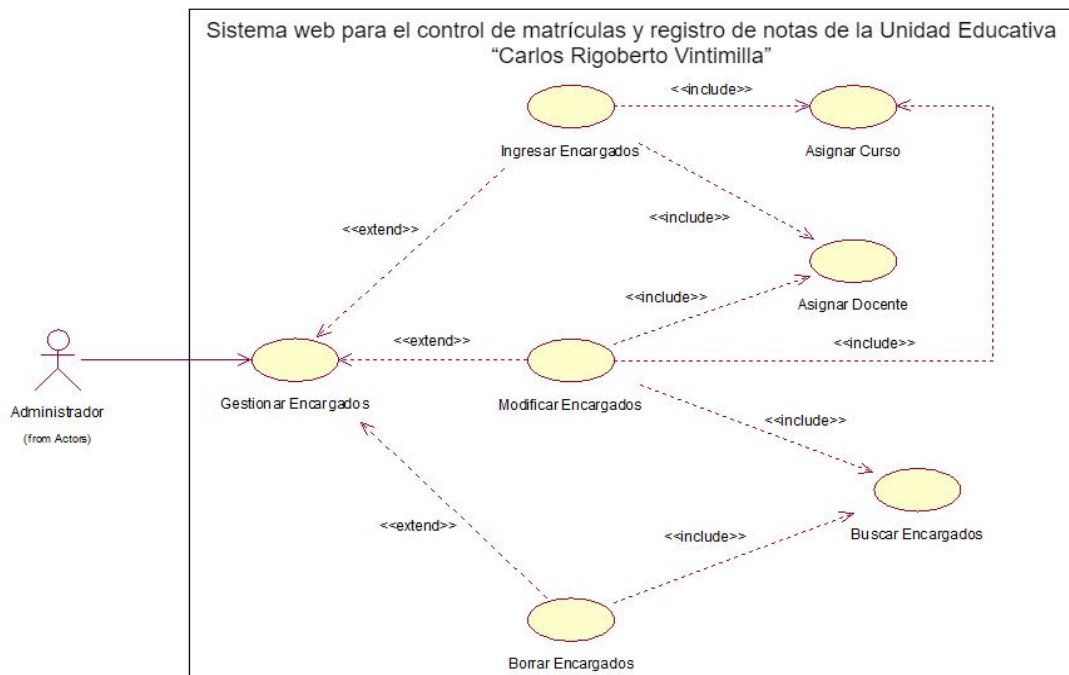 Sistema web para el control de matrículas y registro de notas de la Unidad Educativa
“Carlos Rigoberto Vintimilla”
<<include>>
Ingresar Encargados
Asignar Curso
<<extend>>
<<include>>
<<include>>
Asignar Docente
<<extend>>
<<include>>
Administrador
(from Actors)
Gestionar Encargados
Modificar Encargados
<<include>>
<<extend>>
<<include>>
Buscar Encargados
Borrar Encargados